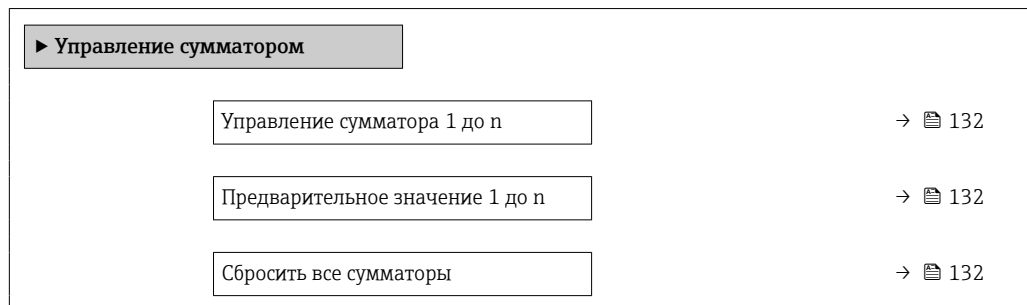 ► Управление сумматором
Управление сумматора 1 до n → 132
Предварительное значение 1 до n → 132
Сбросить все сумматоры → 132